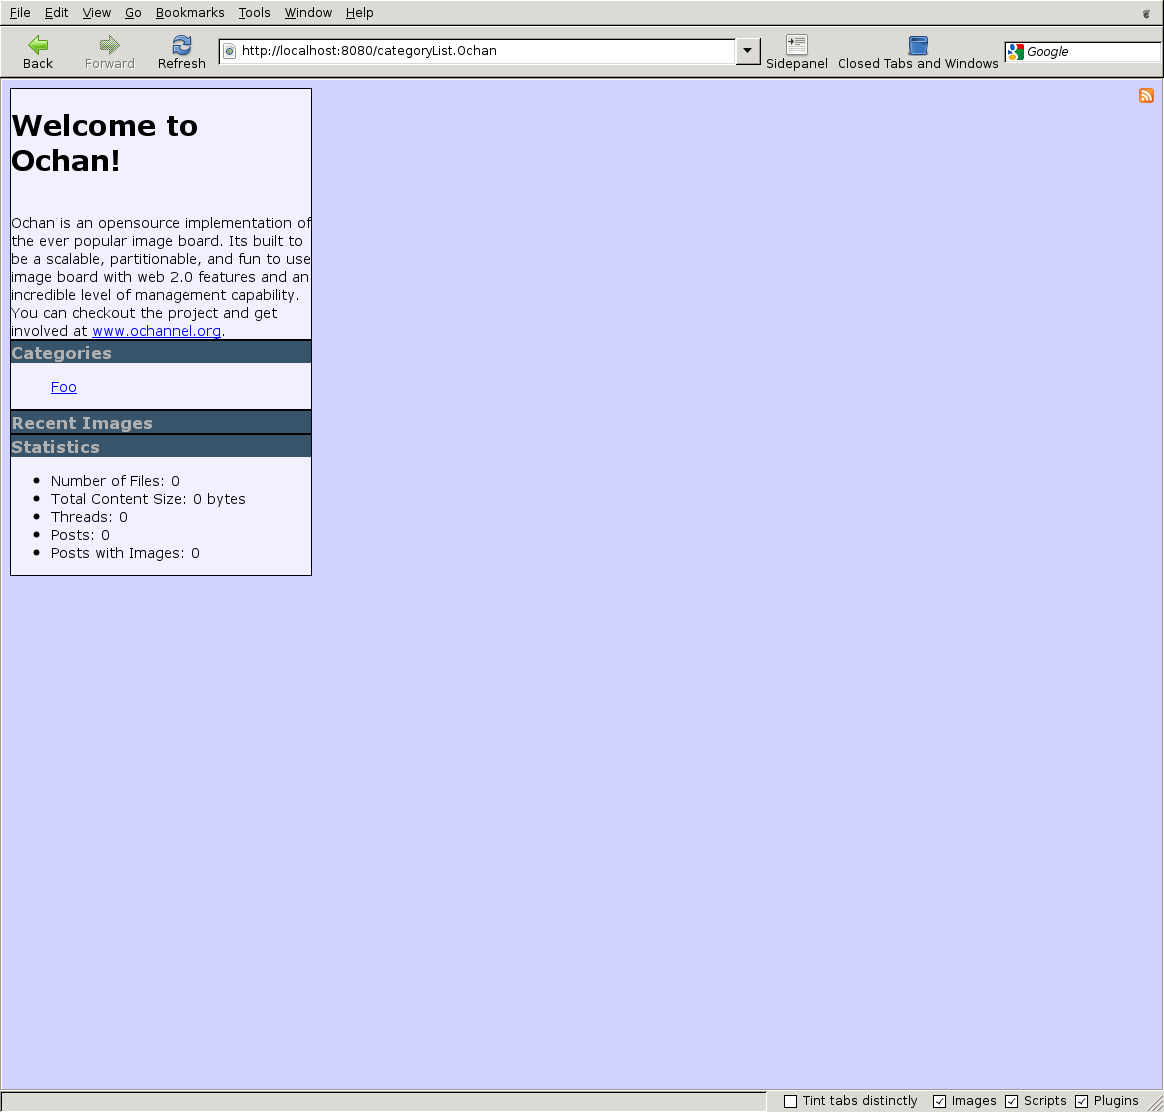 File Edit View Go Bookmarks Tools Window Help
Back Forward Refresh http://localhost:8080/categoryList.Ochan Sidepanel Closed Tabs and Windows Google
Welcome to
Ochan!
Ochan is an opensource implementation of
the ever popular image board. Its built to
be a scalable, partitionable, and fun to use
image board with web 2.0 features and an
incredible level of management capability.
You can checkout the project and get
involved at www.ochannel.org.
Categories
Foo
Recent Images
Statistics
Number of Files: 0
Total Content Size: 0 bytes
Threads: 0
Posts: 0
Posts with Images: 0
Tint tabs distinctly Images Scripts Plugins